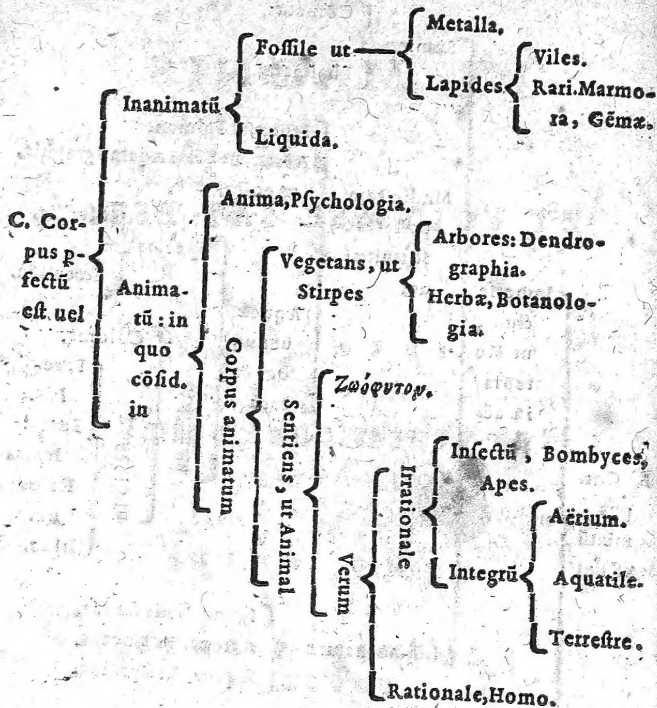 C. Cor-
pus p-
fectū
eſt uel
Inanimatū
Foſſile ut
Metalla.
Lapides
Viles.
Rari. Marmo-
ra, Gēmæ.
Liquida.
Anima-
tū : in
quo
cōſid.
in
Anima, Pſychologia.
Corpus animatum
Vegetans, ut
Stirpes
Arbores: Dendro-
graphia.
Herbæ, Botanolo-
gia.
Sentiens, ut Animal
Ζωόφυτον.
Verum
Irrationale
Inſectū, Bombyces,
Apes.
Integrū
Aërium.
Aquatile.
Terreſtre.
Rationale, Homo.